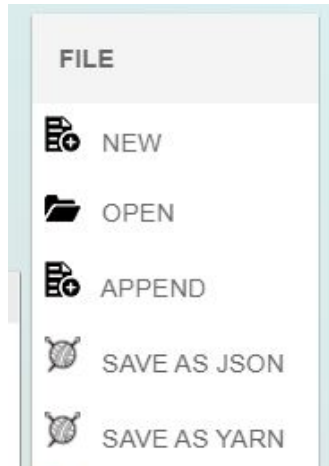 FILE
NEW
OPEN
APPEND
SAVE AS JSON
SAVE AS YARN